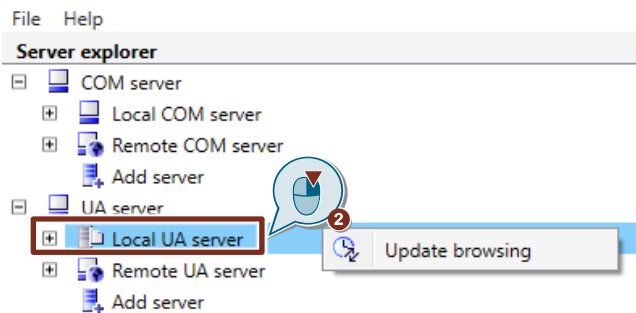 File Help
Server explorer
COM server
Local COM server
Remote COM server
Add server
UA server
2
Local UA server
Update browsing
Remote UA server
Add server